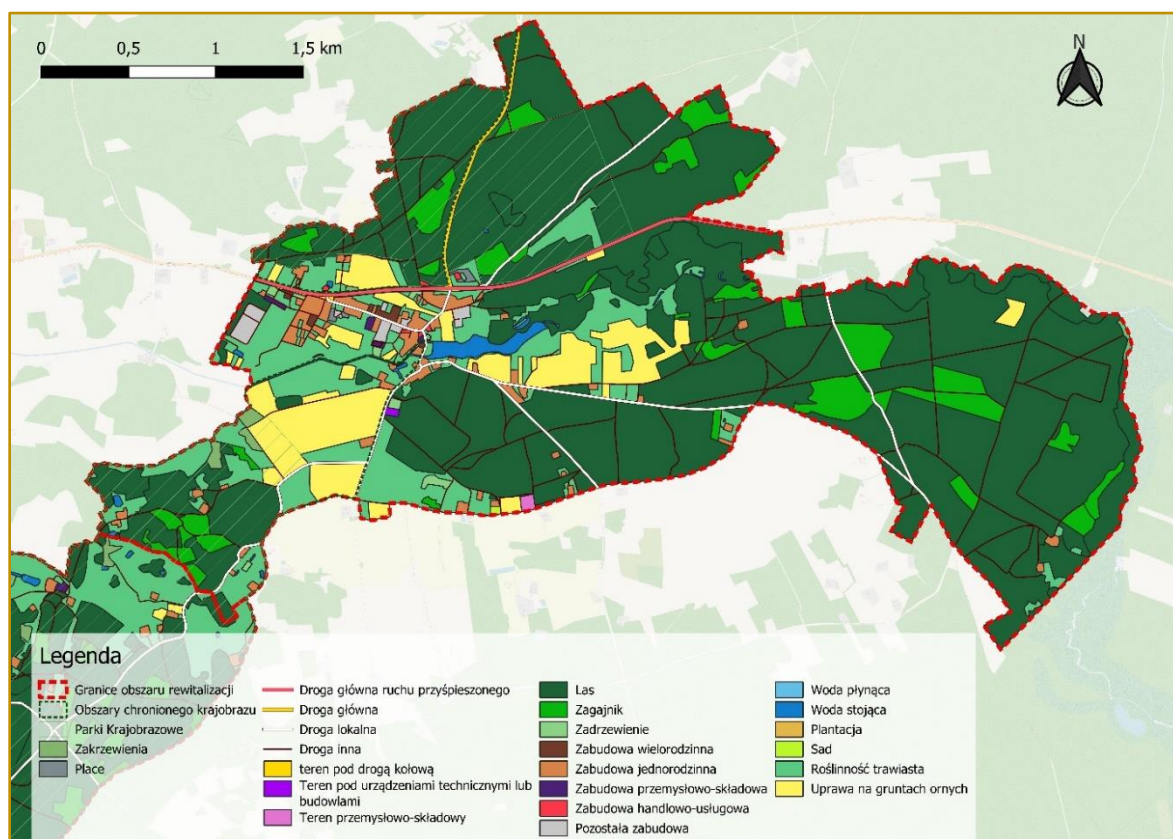 0 0,5 1 1,5 km
N
Legenda
Granice obszaru rewitalizacji
Obszary chronionego krajobrazu
Parki Krajobrazowe
Zakrzewienia
Place
Droga główna ruchu przyśpieszonego
Droga główna
Droga lokalna
Droga inna
teren pod drogą kołową
Teren pod urządzeniami technicznymi lub
budowlami
Teren przemysłowo-składowy
Las
Zagajnik
Zadrzewienie
Zabudowa wielorodzinna
Zabudowa jednorodzinna
Zabudowa przemysłowo-składowa
Zabudowa handlowo-usługowa
Pozostała zabudowa
Woda płynąca
Woda stojąca
Plantacja
Sad
Roślinność trawiasta
Uprawa na gruntach ornych